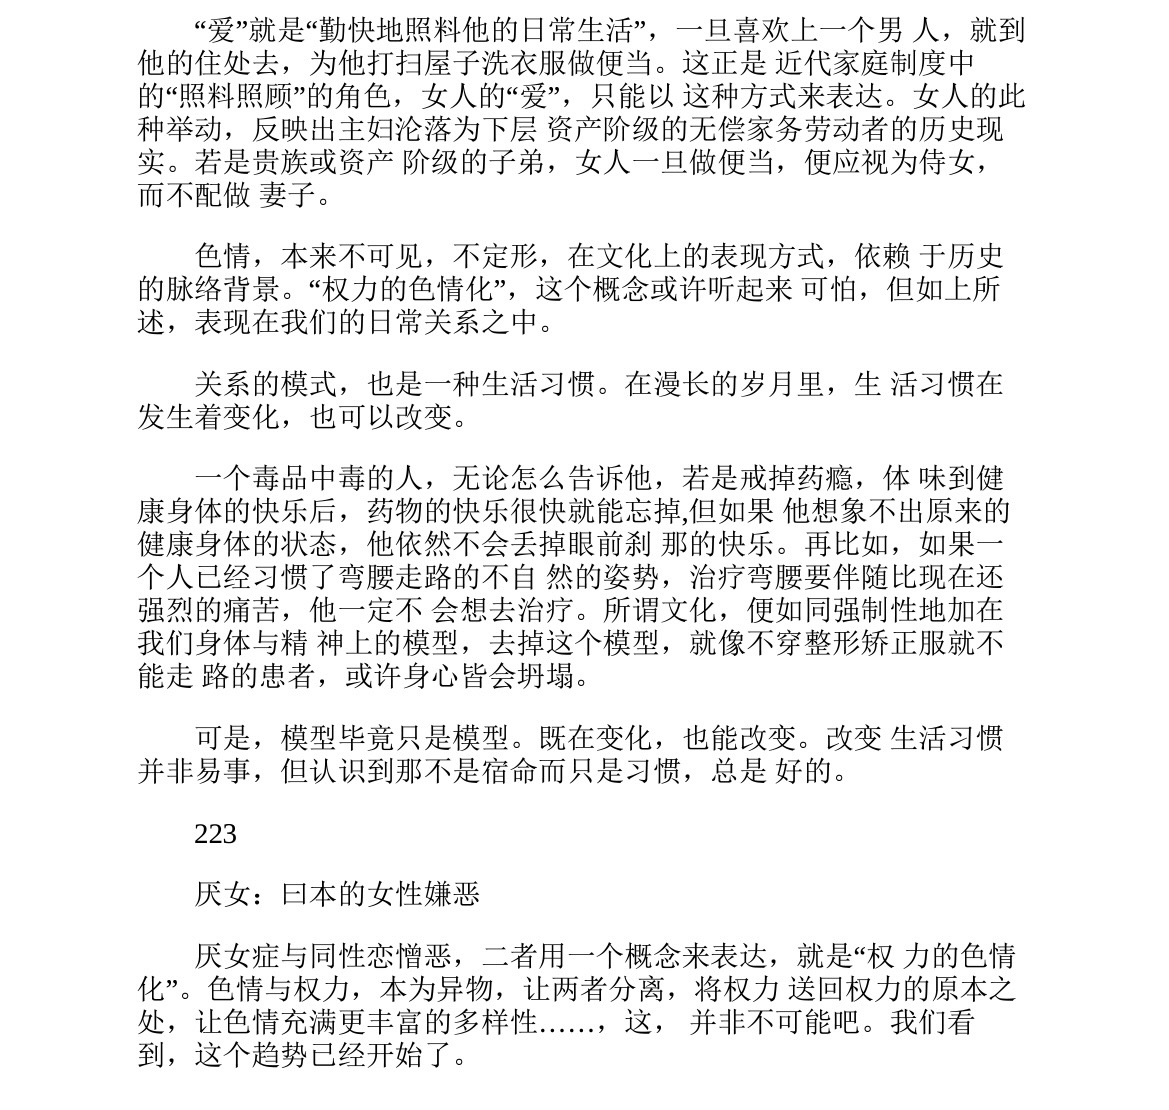 “爱”就是“勤快地照料他的日常生活”，一旦喜欢上一个男 人，就到
他的住处去，为他打扫屋子洗衣服做便当。这正是 近代家庭制度中
的“照料照顾”的角色，女人的“爱”，只能以 这种方式来表达。女人的此
种举动，反映出主妇沦落为下层 资产阶级的无偿家务劳动者的历史现
实。若是贵族或资产 阶级的子弟，女人一旦做便当，便应视为侍女，
而不配做 妻子。
色情，本来不可见，不定形，在文化上的表现方式，依赖 于历史
的脉络背景。“权力的色情化”，这个概念或许听起来 可怕，但如上所
述，表现在我们的日常关系之中。
关系的模式，也是一种生活习惯。在漫长的岁月里，生 活习惯在
发生着变化，也可以改变。
一个毒品中毒的人，无论怎么告诉他，若是戒掉药瘾，体 味到健
康身体的快乐后，药物的快乐很快就能忘掉,但如果 他想象不出原来的
健康身体的状态，他依然不会丢掉眼前刹 那的快乐。再比如，如果一
个人已经习惯了弯腰走路的不自 然的姿势，治疗弯腰要伴随比现在还
强烈的痛苦，他一定不 会想去治疗。所谓文化，便如同强制性地加在
我们身体与精 神上的模型，去掉这个模型，就像不穿整形矫正服就不
能走 路的患者，或许身心皆会坍塌。
可是，模型毕竟只是模型。既在变化，也能改变。改变 生活习惯
并非易事，但认识到那不是宿命而只是习惯，总是 好的。
223
厌女：曰本的女性嫌恶
厌女症与同性恋憎恶，二者用一个概念来表达，就是“权 力的色情
化”。色情与权力，本为异物，让两者分离，将权力 送回权力的原本之
处，让色情充满更丰富的多样性……，这， 并非不可能吧。我们看
到，这个趋势已经开始了。